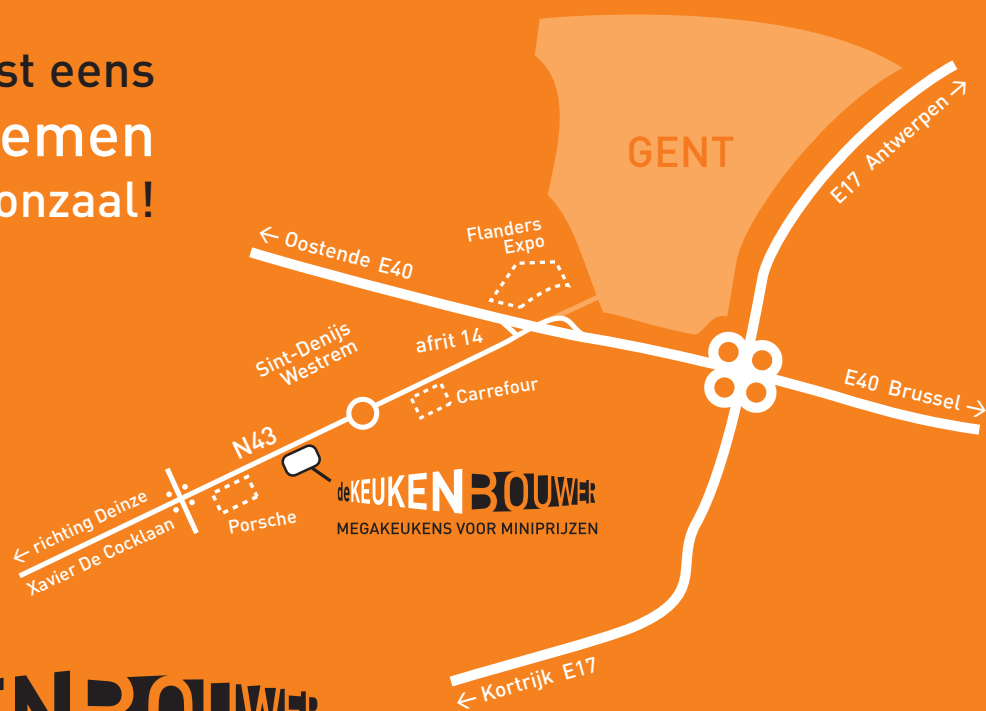 st eens
emen
onzaal!
GENT
E17 Antwerpen →
← Oostende E40
Flanders
Expo
Sint-Denijs
Westrem
afrit 14
Carrefour
E40 Brussel →
N43
deKEUKENBOUWER
MEGAKEUKENS VOOR MINIPRIJZEN
Porsche
← richting Deinze
Xavier De Cocklaan
← Kortrijk E17
ENBOUWER